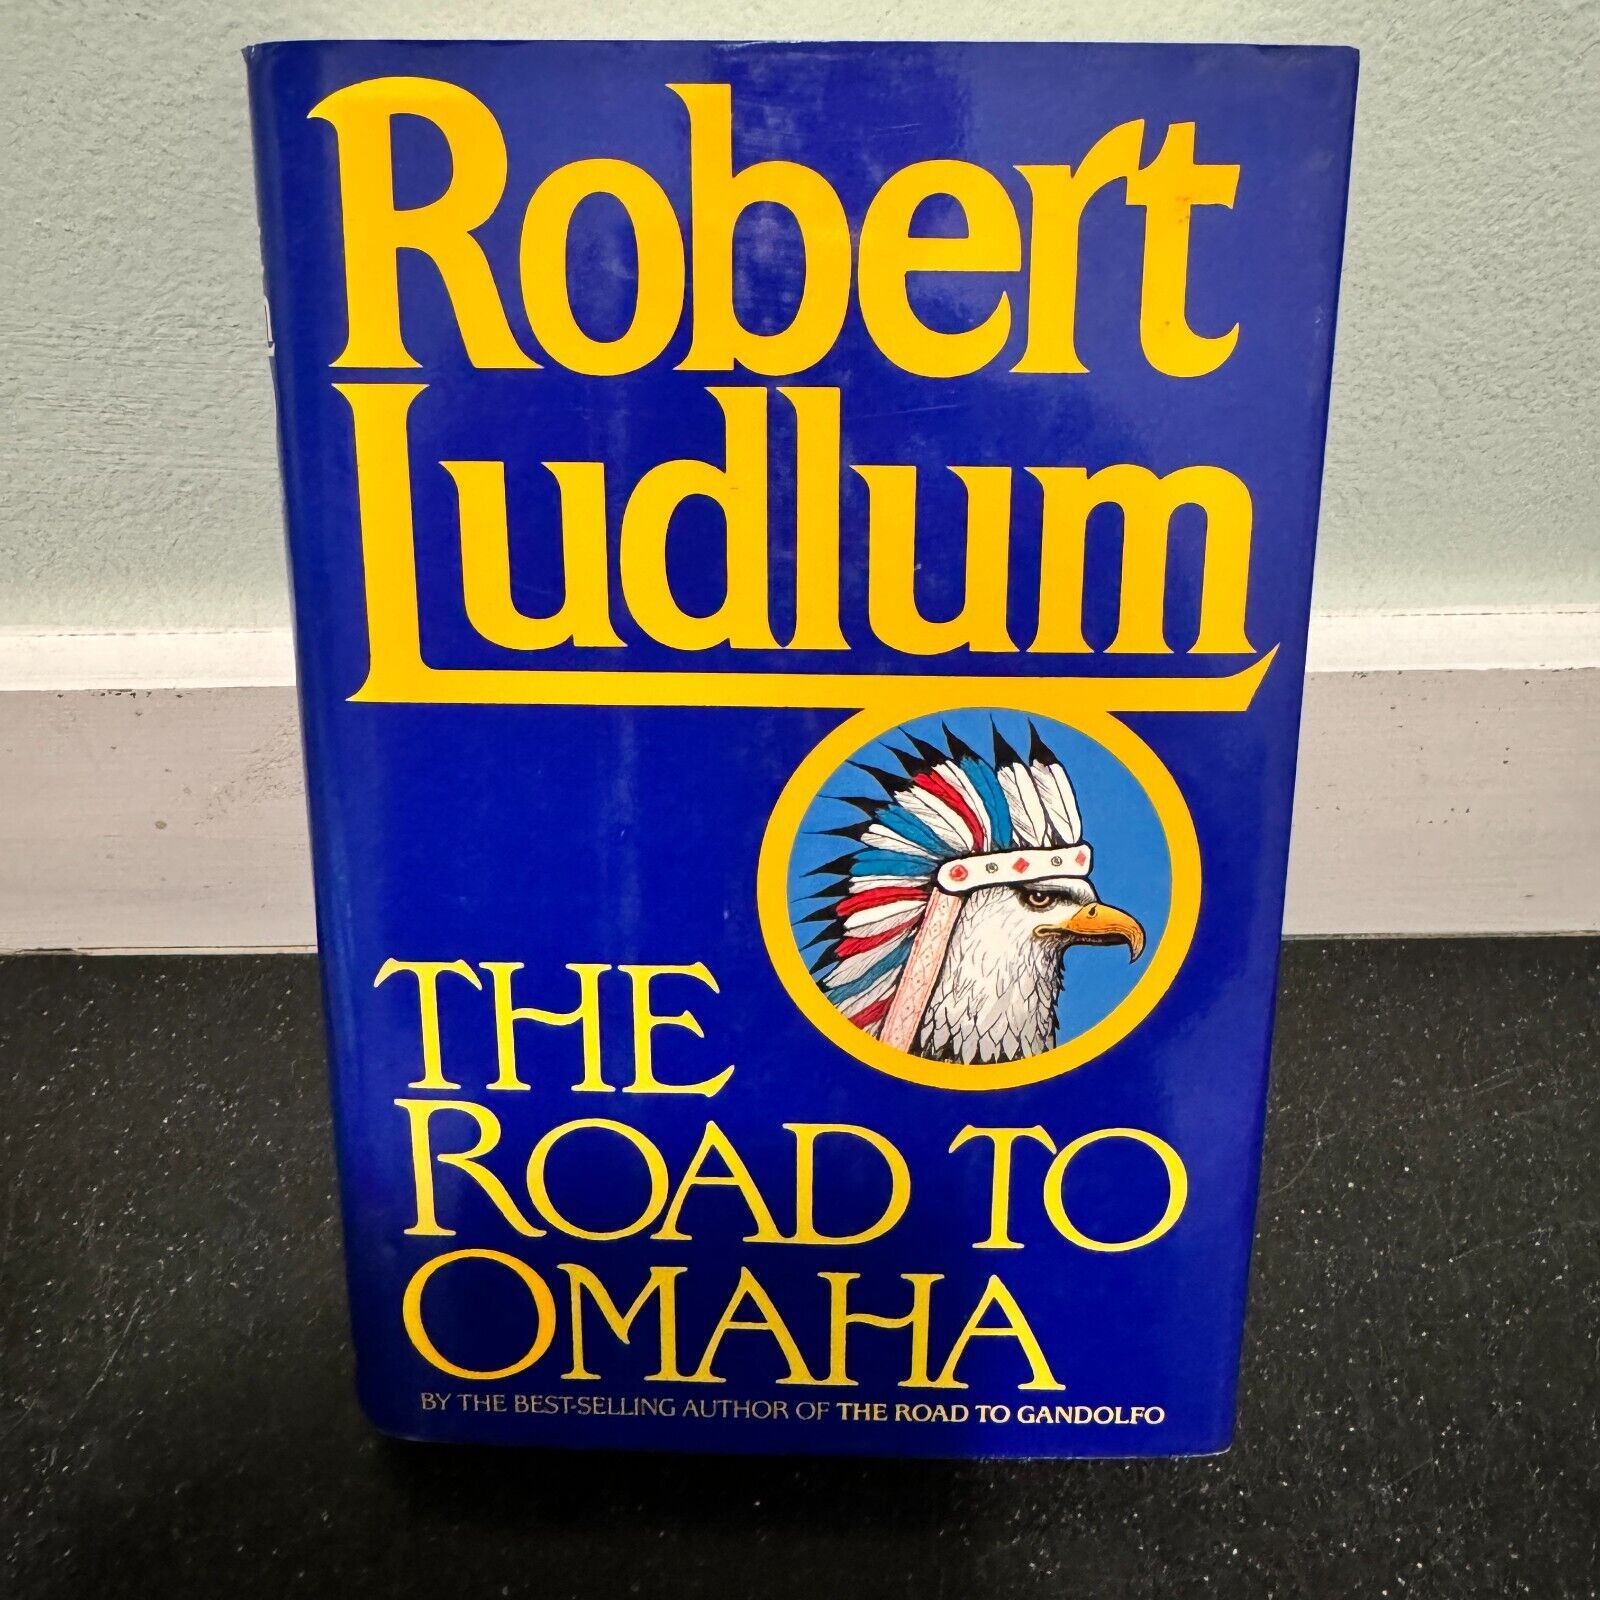 Robert
Ludlum
THE
ROAD TO
OMAHA
BY THE BEST-SELLING AUTHOR OF THE ROAD TO GANDOLFO